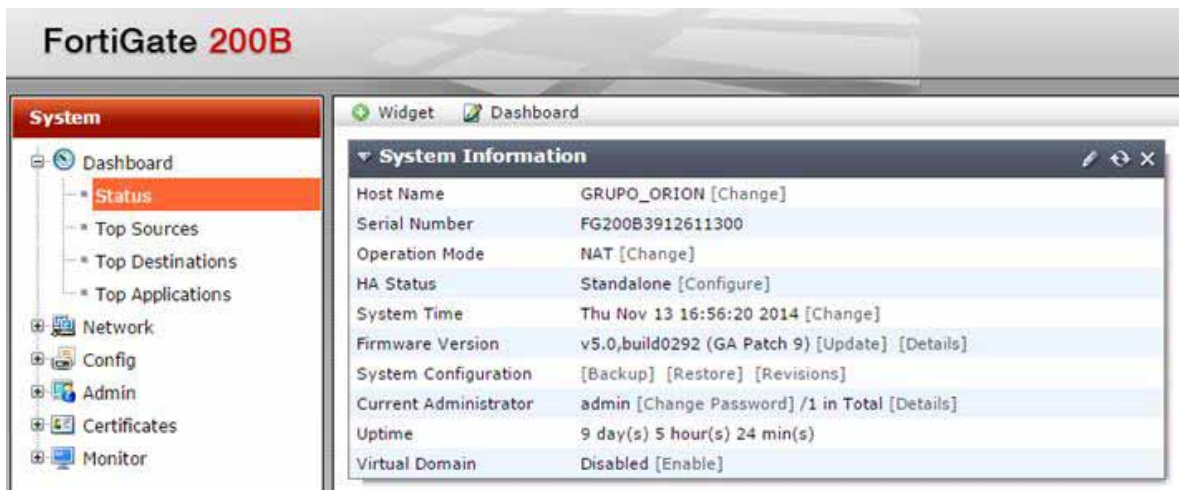 FortiGate 200B
System
Dashboard
Status
Top Sources
Top Destinations
Top Applications
Network
Config
Admin
Certificates
Monitor
Widget Dashboard
System Information
Host Name GRUPO_ORION [Change]
Serial Number FG200B3912611300
Operation Mode NAT [Change]
HA Status Standalone [Configure]
System Time Thu Nov 13 16:56:20 2014 [Change]
Firmware Version v5.0,build0292 (GA Patch 9) [Update] [Details]
System Configuration [Backup] [Restore] [Revisions]
Current Administrator admin [Change Password] /1 in Total [Details]
Uptime 9 day(s) 5 hour(s) 24 min(s)
Virtual Domain Disabled [Enable]